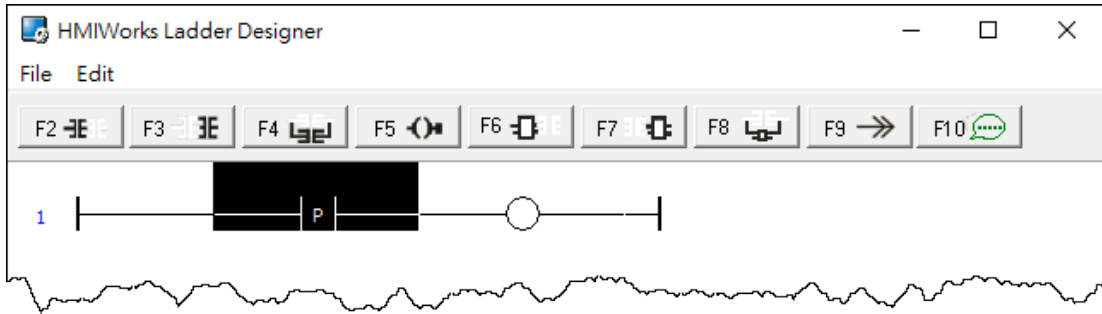 HMIWorks Ladder Designer
File Edit
F2 F3 F4 F5 F6 F7 F8 F9 F10
1 P